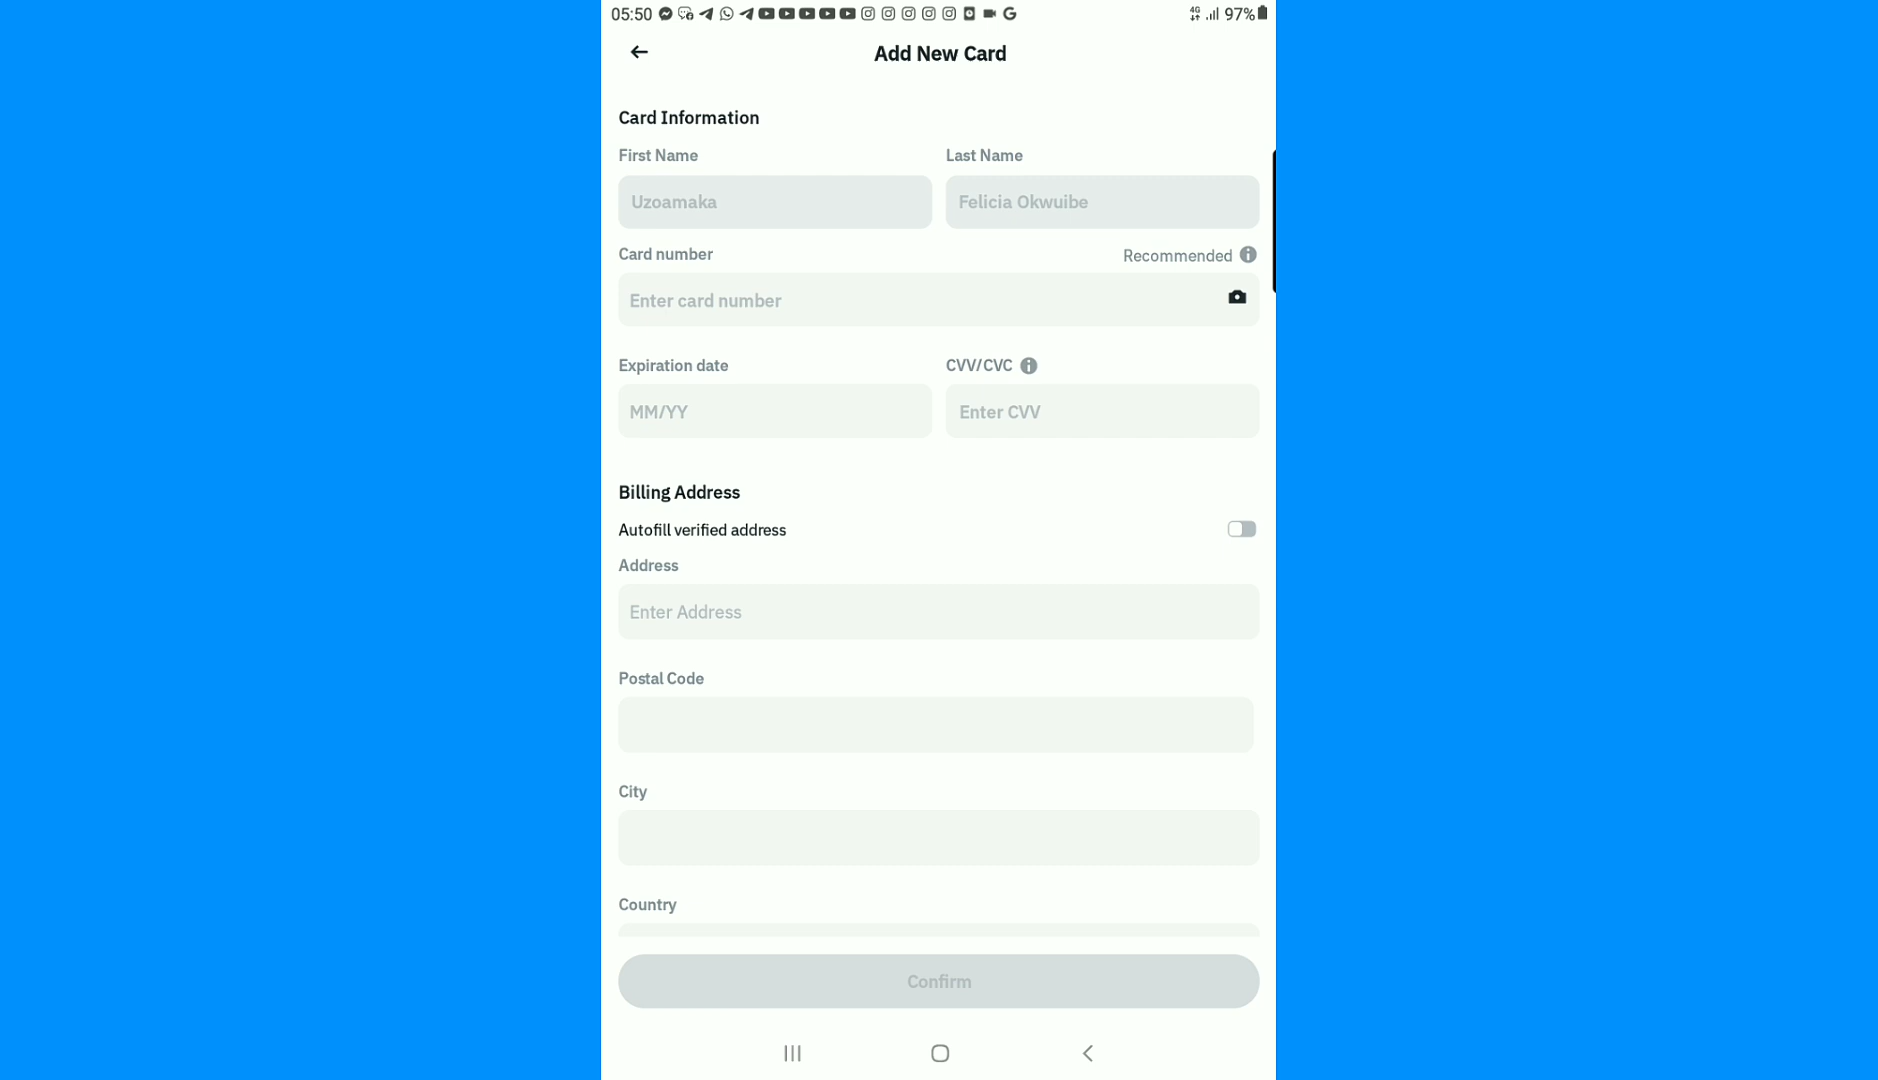 05:50 4G 97%
Add New Card
Card Information
First Name Last Name
Uzoamaka Felicia Okwuibe
Card number Recommended
Enter card number
Expiration date CVV/CVC
MM/YY Enter CVV
Billing Address
Autofill verified address
Address
Enter Address
Postal Code
City
Country
Confirm